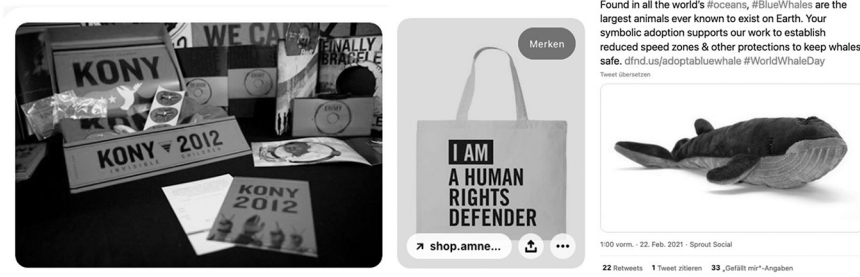 WE CA
FINALLY
BRACELE
KONY
KONY 2012
INVISIBLE CHILDREN
KONY
2012
Merken
I AM
A HUMAN
RIGHTS
DEFENDER
shop.amne...
Found in all the world's #oceans, #BlueWhales are the
largest animals ever known to exist on Earth. Your
symbolic adoption supports our work to establish
reduced speed zones & other protections to keep whales
safe. dfnd.us/adoptabluewhale #WorldWhaleDay
Tweet übersetzen
1:00 vorm. · 22. Feb. 2021 · Sprout Social
22 Retweets 1 Tweet zitieren 33 „Gefällt mir“-Angaben